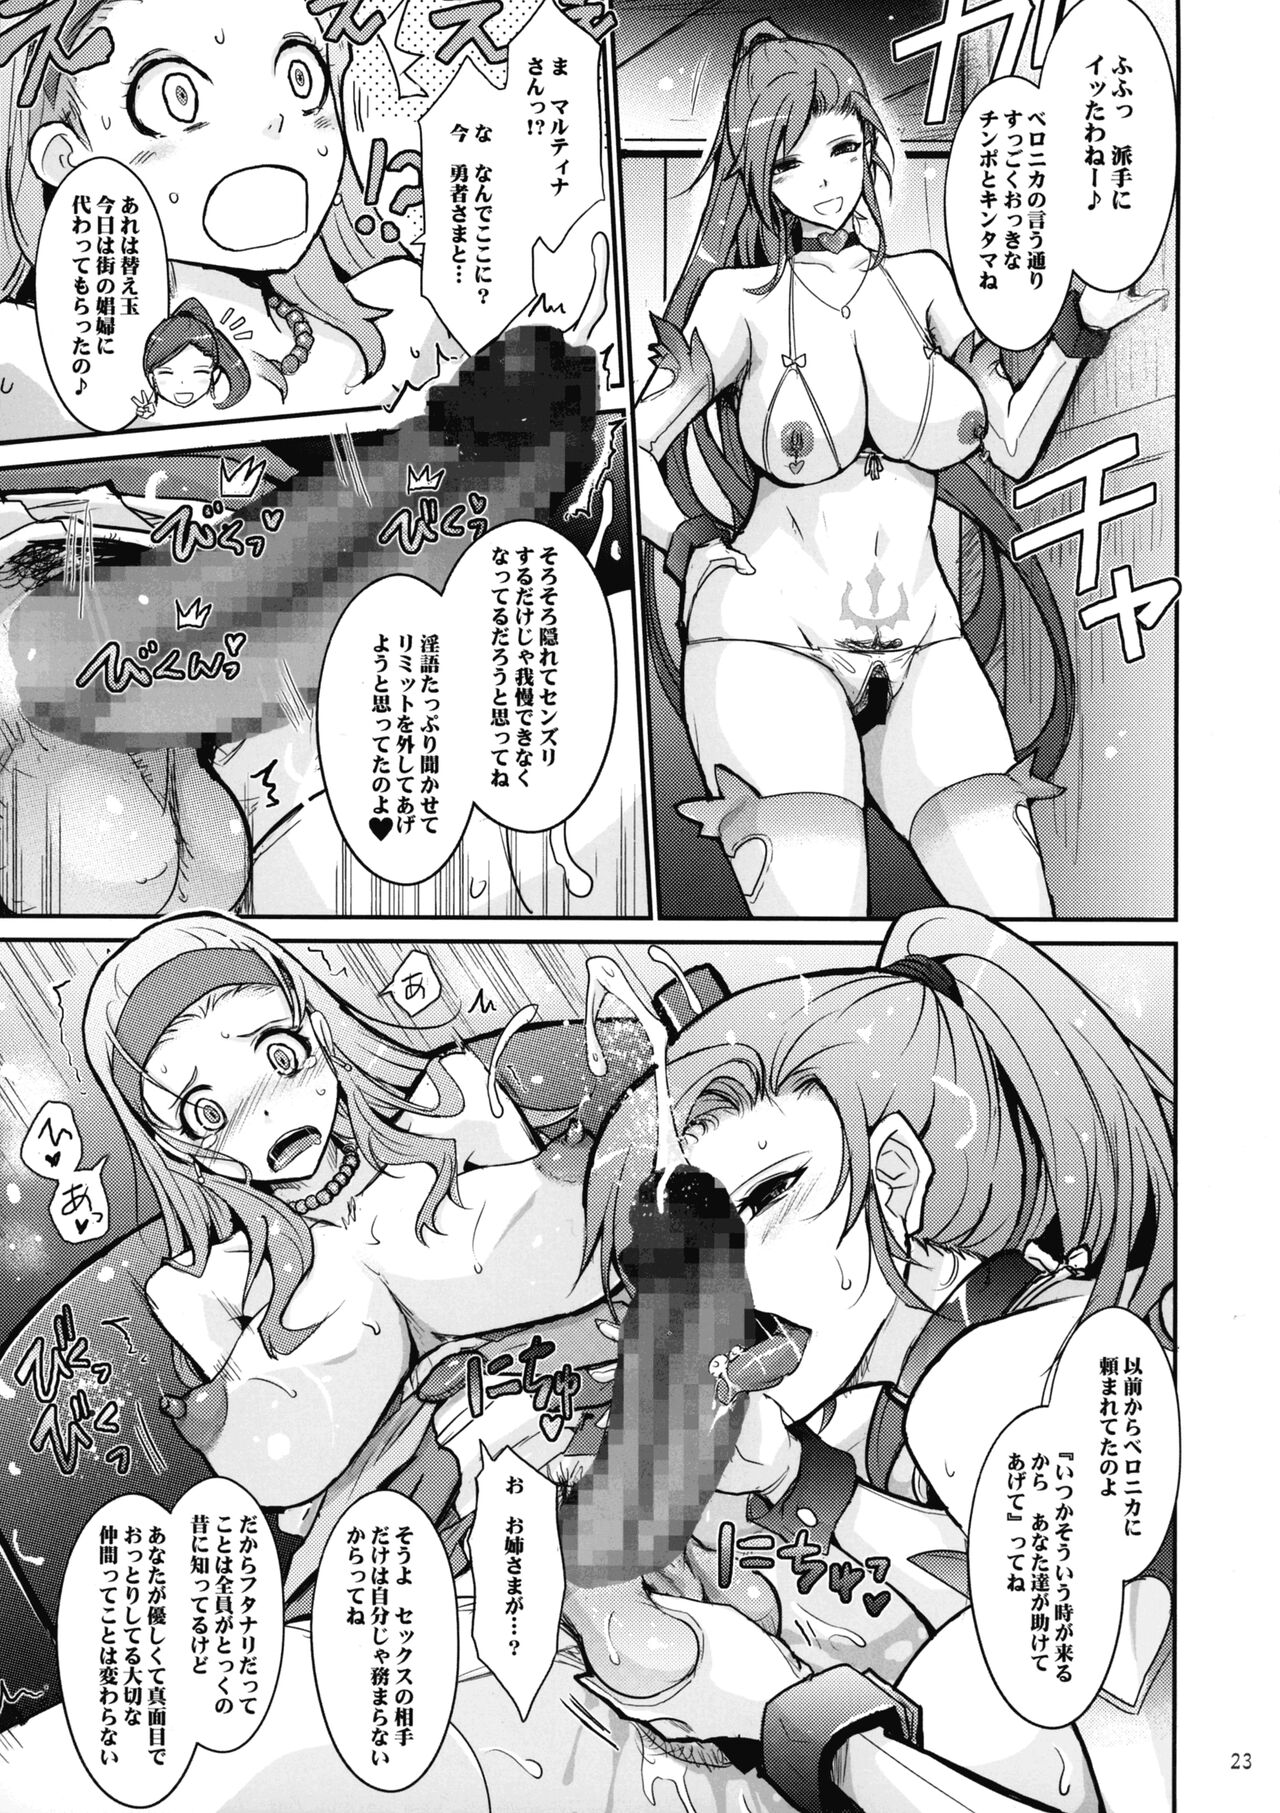 ガ
チャ
ふふっ 派手に
イッたわねー♪
ベロニカの言う通り
すっごくおっきな
チンポとキンタマね
ま マルティナ
さんっ!?
な なんでここに?
今 勇者さまと…
!?
あれは替え玉
今日は街の娼婦に
代わってもらったの♪
びくっ
びくっ
びくんっ
そろそろ隠れてセンズリ
するだけじゃ我慢できなく
なってるだろうと思ってね
淫語たっぷり聞かせて
リミットを外してあげ
ようと思ってたのよ♥
以前からベロニカに
頼まれてたのよ
『いつかそういう時が来る
から あなた達が助けて
あげて』ってね
あ
ひっ
あっ
びくっ
びくっ
にちゅ
にちゅっ
お お姉さまが…?
そうよ セックスの相手
だけは自分じゃ務まらない
からってね
だからフタナリだって
ことは全員がとっくの
昔に知ってるけど
あなたが優しくて真面目で
おっとりしてる大切な
仲間ってことは変わらない
23